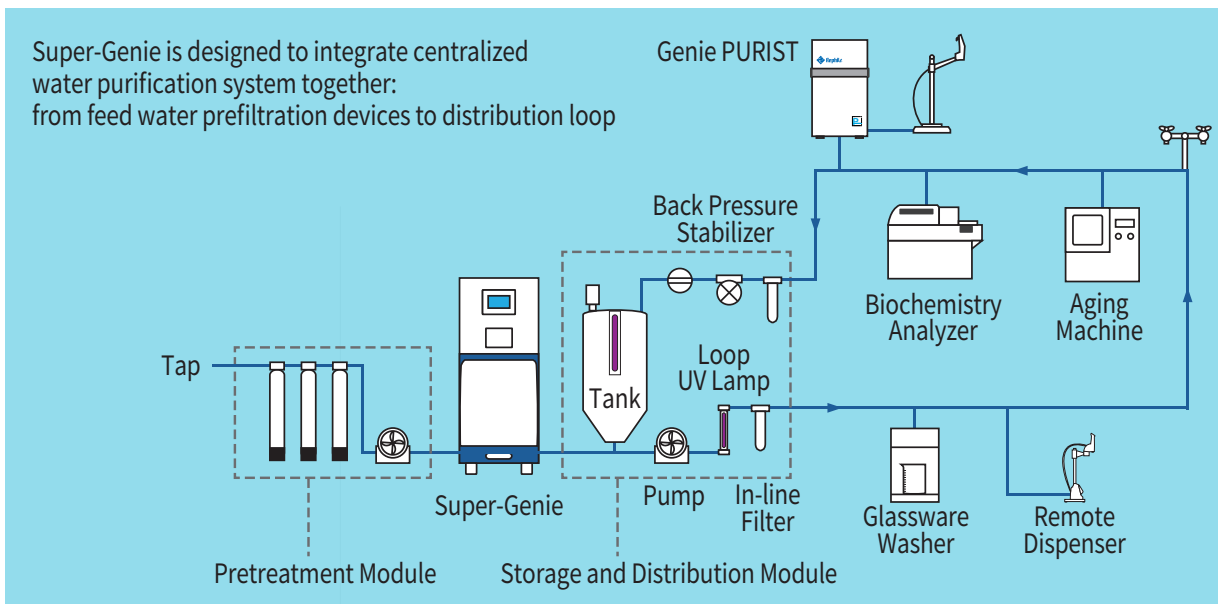 Super-Genie is designed to integrate centralized
water purification system together:
from feed water prefiltration devices to distribution loop
Genie PURIST
Rephile
Back Pressure
Stabilizer
Biochemistry
Analyzer
Aging
Machine
Tap
Loop
UV Lamp
Tank
Super-Genie
Pump
In-line
Filter
Glassware
Washer
Remote
Dispenser
Pretreatment Module
Storage and Distribution Module